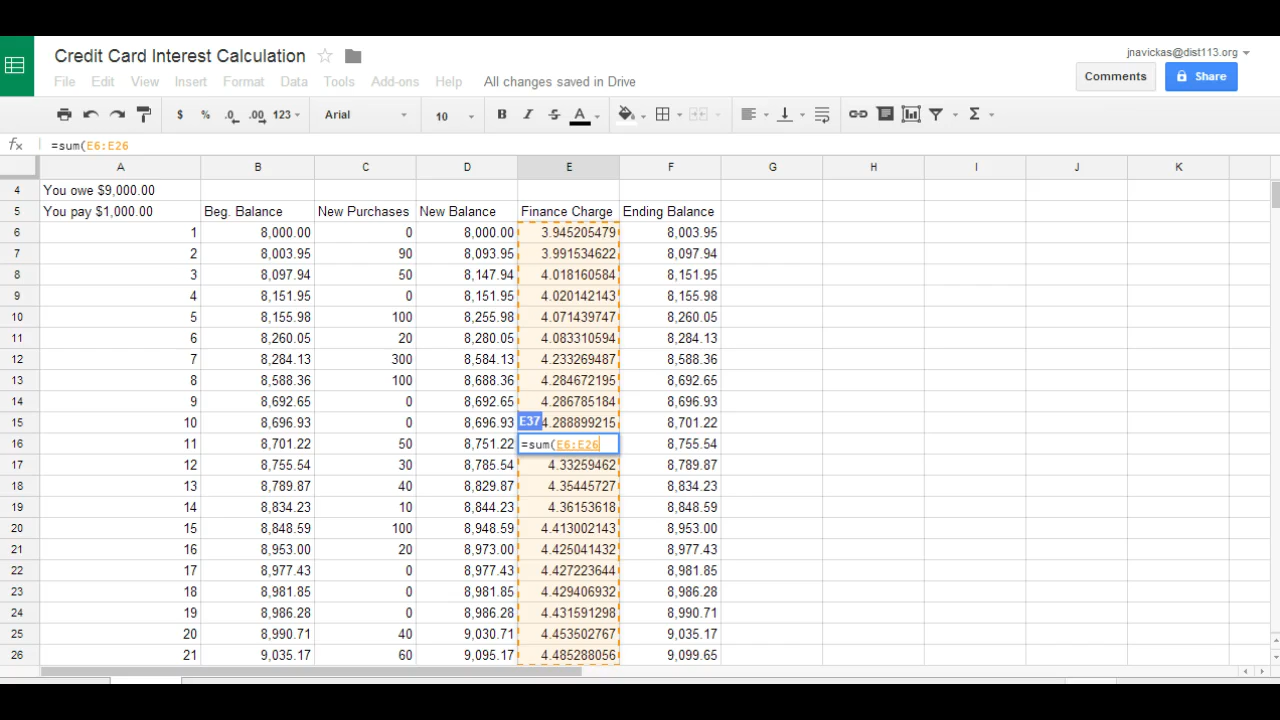 Credit Card Interest Calculation
jnavickas@dist113.org
File Edit View Insert Format Data Tools Add-ons Help All changes saved in Drive
Comments Share
$ % .0 .00 123 Arial 10 B I S A Σ
fx =sum(E6:E26
A B C D E F G H I J K
4 You owe $9,000.00
5 You pay $1,000.00 Beg. Balance New Purchases New Balance Finance Charge Ending Balance
6 1 8,000.00 0 8,000.00 3.945205479 8,003.95
7 2 8,003.95 90 8,093.95 3.991534622 8,097.94
8 3 8,097.94 50 8,147.94 4.018160584 8,151.95
9 4 8,151.95 0 8,151.95 4.020142143 8,155.98
10 5 8,155.98 100 8,255.98 4.071439747 8,260.05
11 6 8,260.05 20 8,280.05 4.083310594 8,284.13
12 7 8,284.13 300 8,584.13 4.233269487 8,588.36
13 8 8,588.36 100 8,688.36 4.284672195 8,692.65
14 9 8,692.65 0 8,692.65 4.286785184 8,696.93
15 10 8,696.93 0 8,696.93 E37 4.288899215 8,701.22
16 11 8,701.22 50 8,751.22 =sum(E6:E26 8,755.54
17 12 8,755.54 30 8,785.54 4.33259462 8,789.87
18 13 8,789.87 40 8,829.87 4.35445727 8,834.23
19 14 8,834.23 10 8,844.23 4.36153618 8,848.59
20 15 8,848.59 100 8,948.59 4.413002143 8,953.00
21 16 8,953.00 20 8,973.00 4.425041432 8,977.43
22 17 8,977.43 0 8,977.43 4.427223644 8,981.85
23 18 8,981.85 0 8,981.85 4.429406932 8,986.28
24 19 8,986.28 0 8,986.28 4.431591298 8,990.71
25 20 8,990.71 40 9,030.71 4.453502767 9,035.17
26 21 9,035.17 60 9,095.17 4.485288056 9,099.65